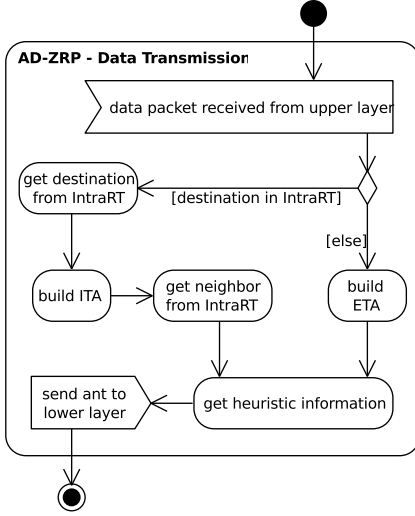 AD-ZRP - Data Transmission
data packet received from upper layer
get destination
from IntraRT
[destination in IntraRT]
[else]
build ITA
get neighbor
from IntraRT
build
ETA
send ant to
lower layer
get heuristic information